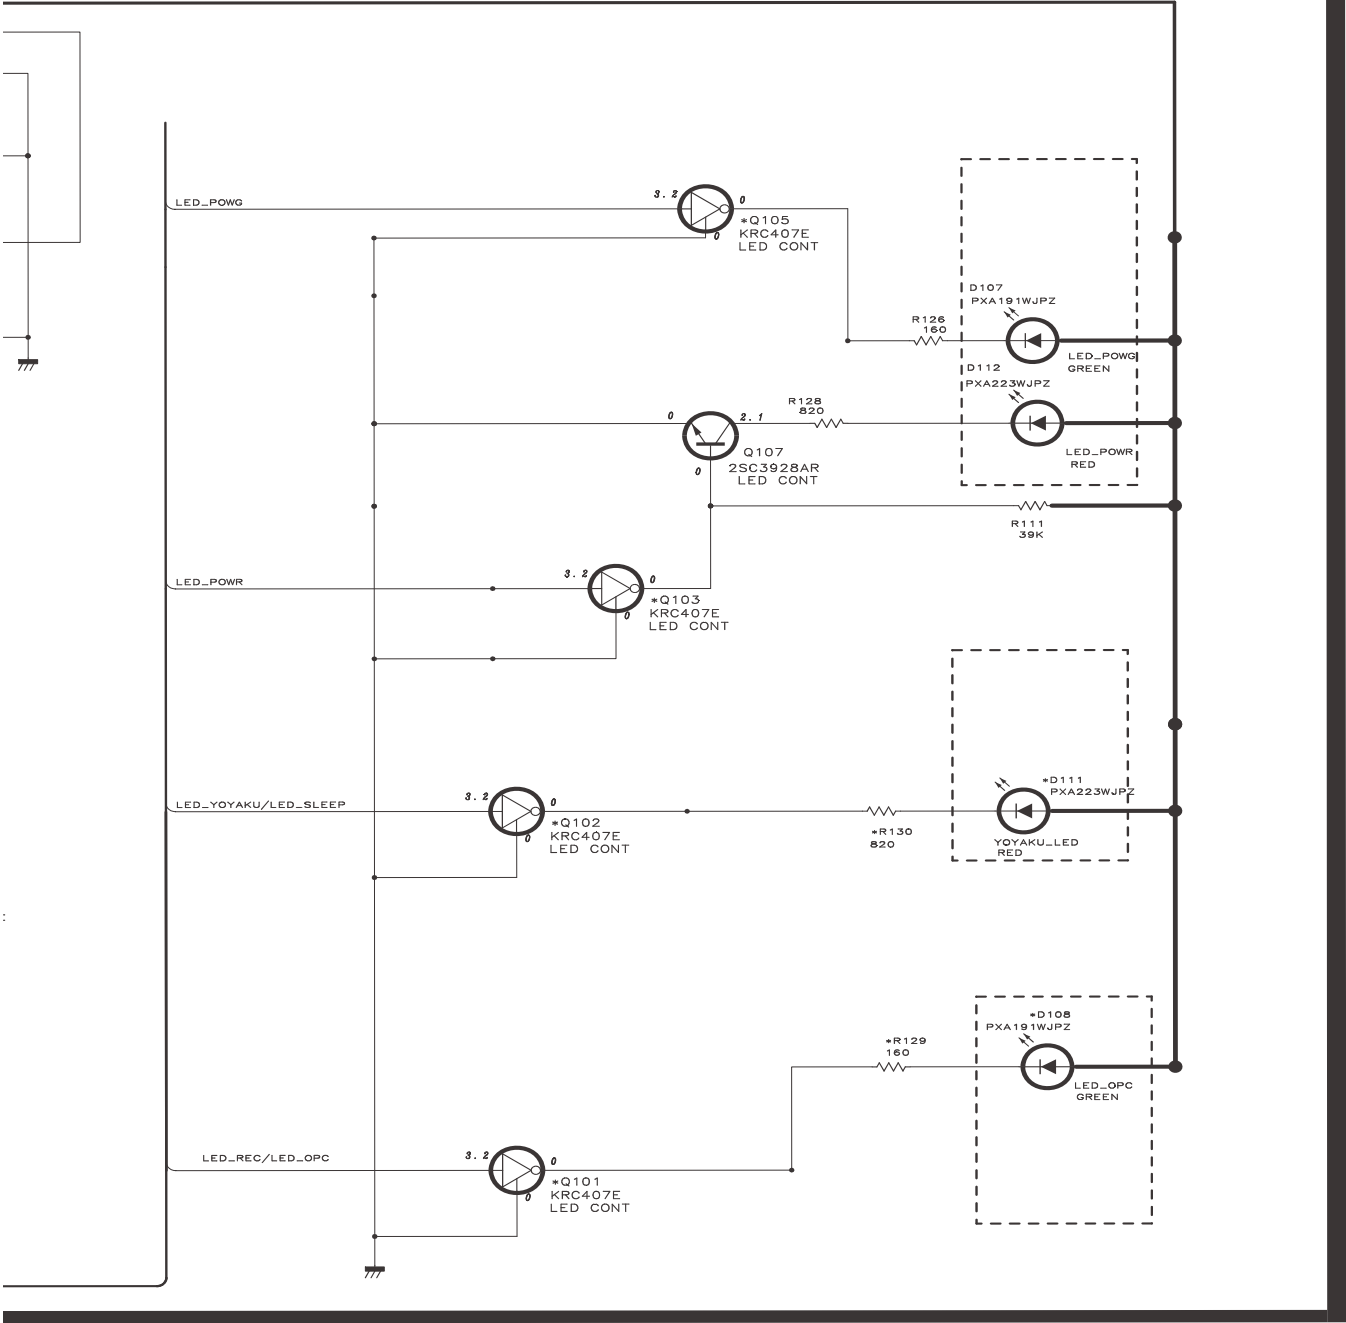 LED_POWG
3.2
0
*Q105
KRC407E
LED CONT
0
D107
PXA191WJPZ
R126
160
LED_POWG
GREEN
D112
PXA223WJPZ
R128
820
0
2.1
Q107
2SC3928AR
LED CONT
0
LED_POWR
RED
R111
39K
LED_POWR
3.2
0
*Q103
KRC407E
LED CONT
0
LED_YOYAKU/LED_SLEEP
3.2
0
*Q102
KRC407E
LED CONT
0
*R130
820
*D111
PXA223WJPZ
YOYAKU_LED
RED
:
*D108
PXA191WJPZ
*R129
160
LED_OPC
GREEN
LED_REC/LED_OPC
3.2
0
*Q101
KRC407E
LED CONT
0